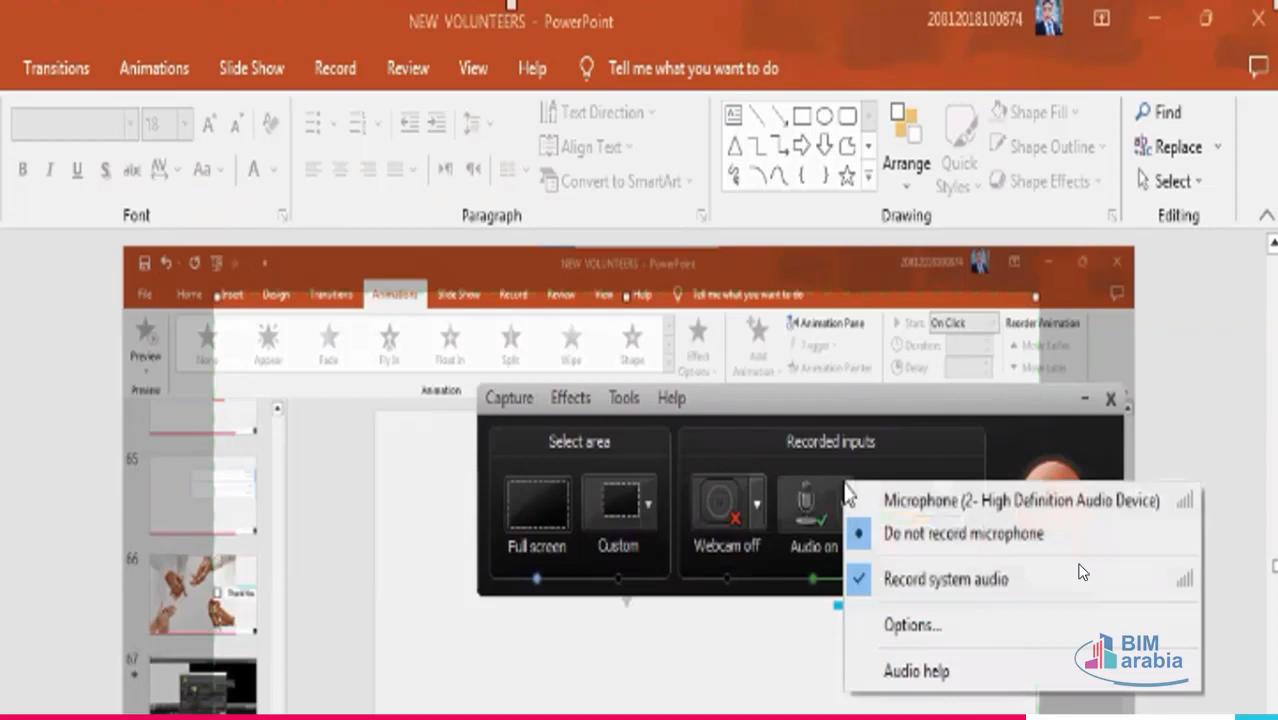 NEW VOLUNTEERS - PowerPoint
20812018100874
Transitions Animations Slide Show Record Review View Help Tell me what you want to do
18
Text Direction
Align Text
Convert to SmartArt
Arrange
Quick Styles
Shape Fill
Shape Outline
Shape Effects
Find
Replace
Select
Font Paragraph Drawing Editing
NEW VOLUNTEERS - PowerPoint
20812018100874
File Home Insert Design Transitions Animations Slide Show Record Review View Help Tell me what you want to do
Preview
None Appear Fade Fly In Float In Split Wipe Shape
Effect Options
Add Animation
Animation Pane
Trigger
Animation Painter
Start: On Click
Duration:
Delay:
Reorder Animation
Move Earlier
Move Later
Preview Animation
65
66
67
Thank You
Capture Effects Tools Help
Select area
Recorded inputs
Full screen
Custom
Webcam off
Audio on
Microphone (2- High Definition Audio Device)
Do not record microphone
Record system audio
Options...
Audio help
BIM
arabia